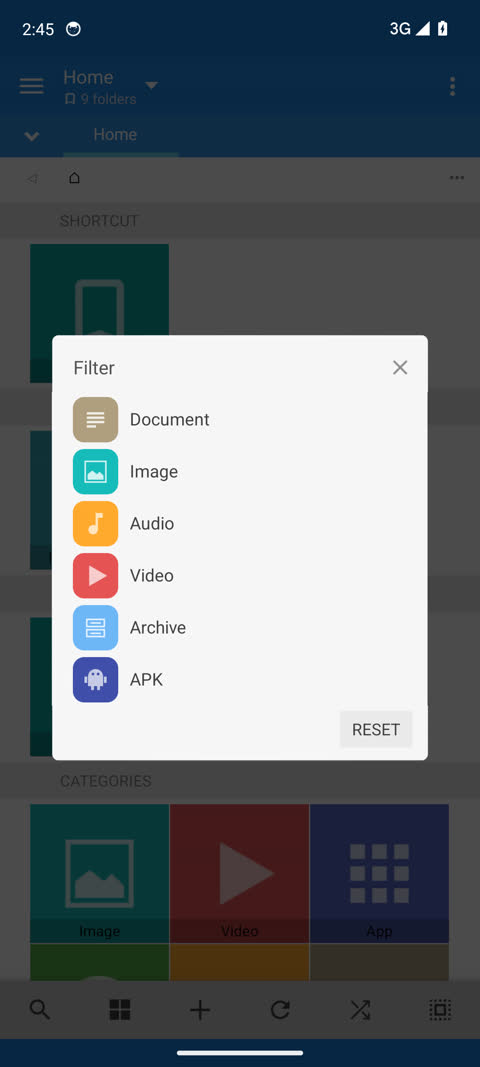 2:45
3G
Home
9 folders
Home
SHORTCUT
Filter
Document
Image
Audio
Video
Archive
APK
RESET
CATEGORIES
Image
Video
App